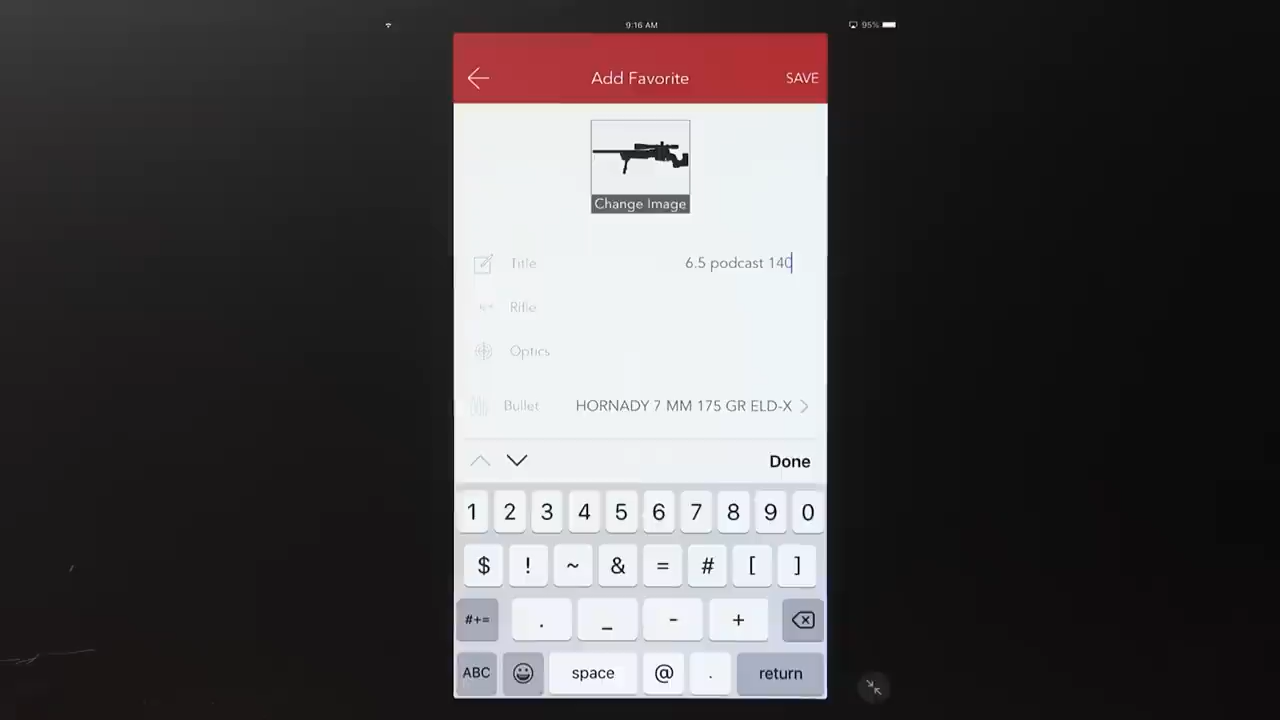 9:16 AM
95%
Add Favorite
SAVE
Change Image
Title
6.5 podcast 140
Rifle
Optics
Bullet
HORNADY 7 MM 175 GR ELD-X
Done
1 2 3 4 5 6 7 8 9 0
$ ! ~ & = # [ ]
#+= . _ - +
ABC space @ . return